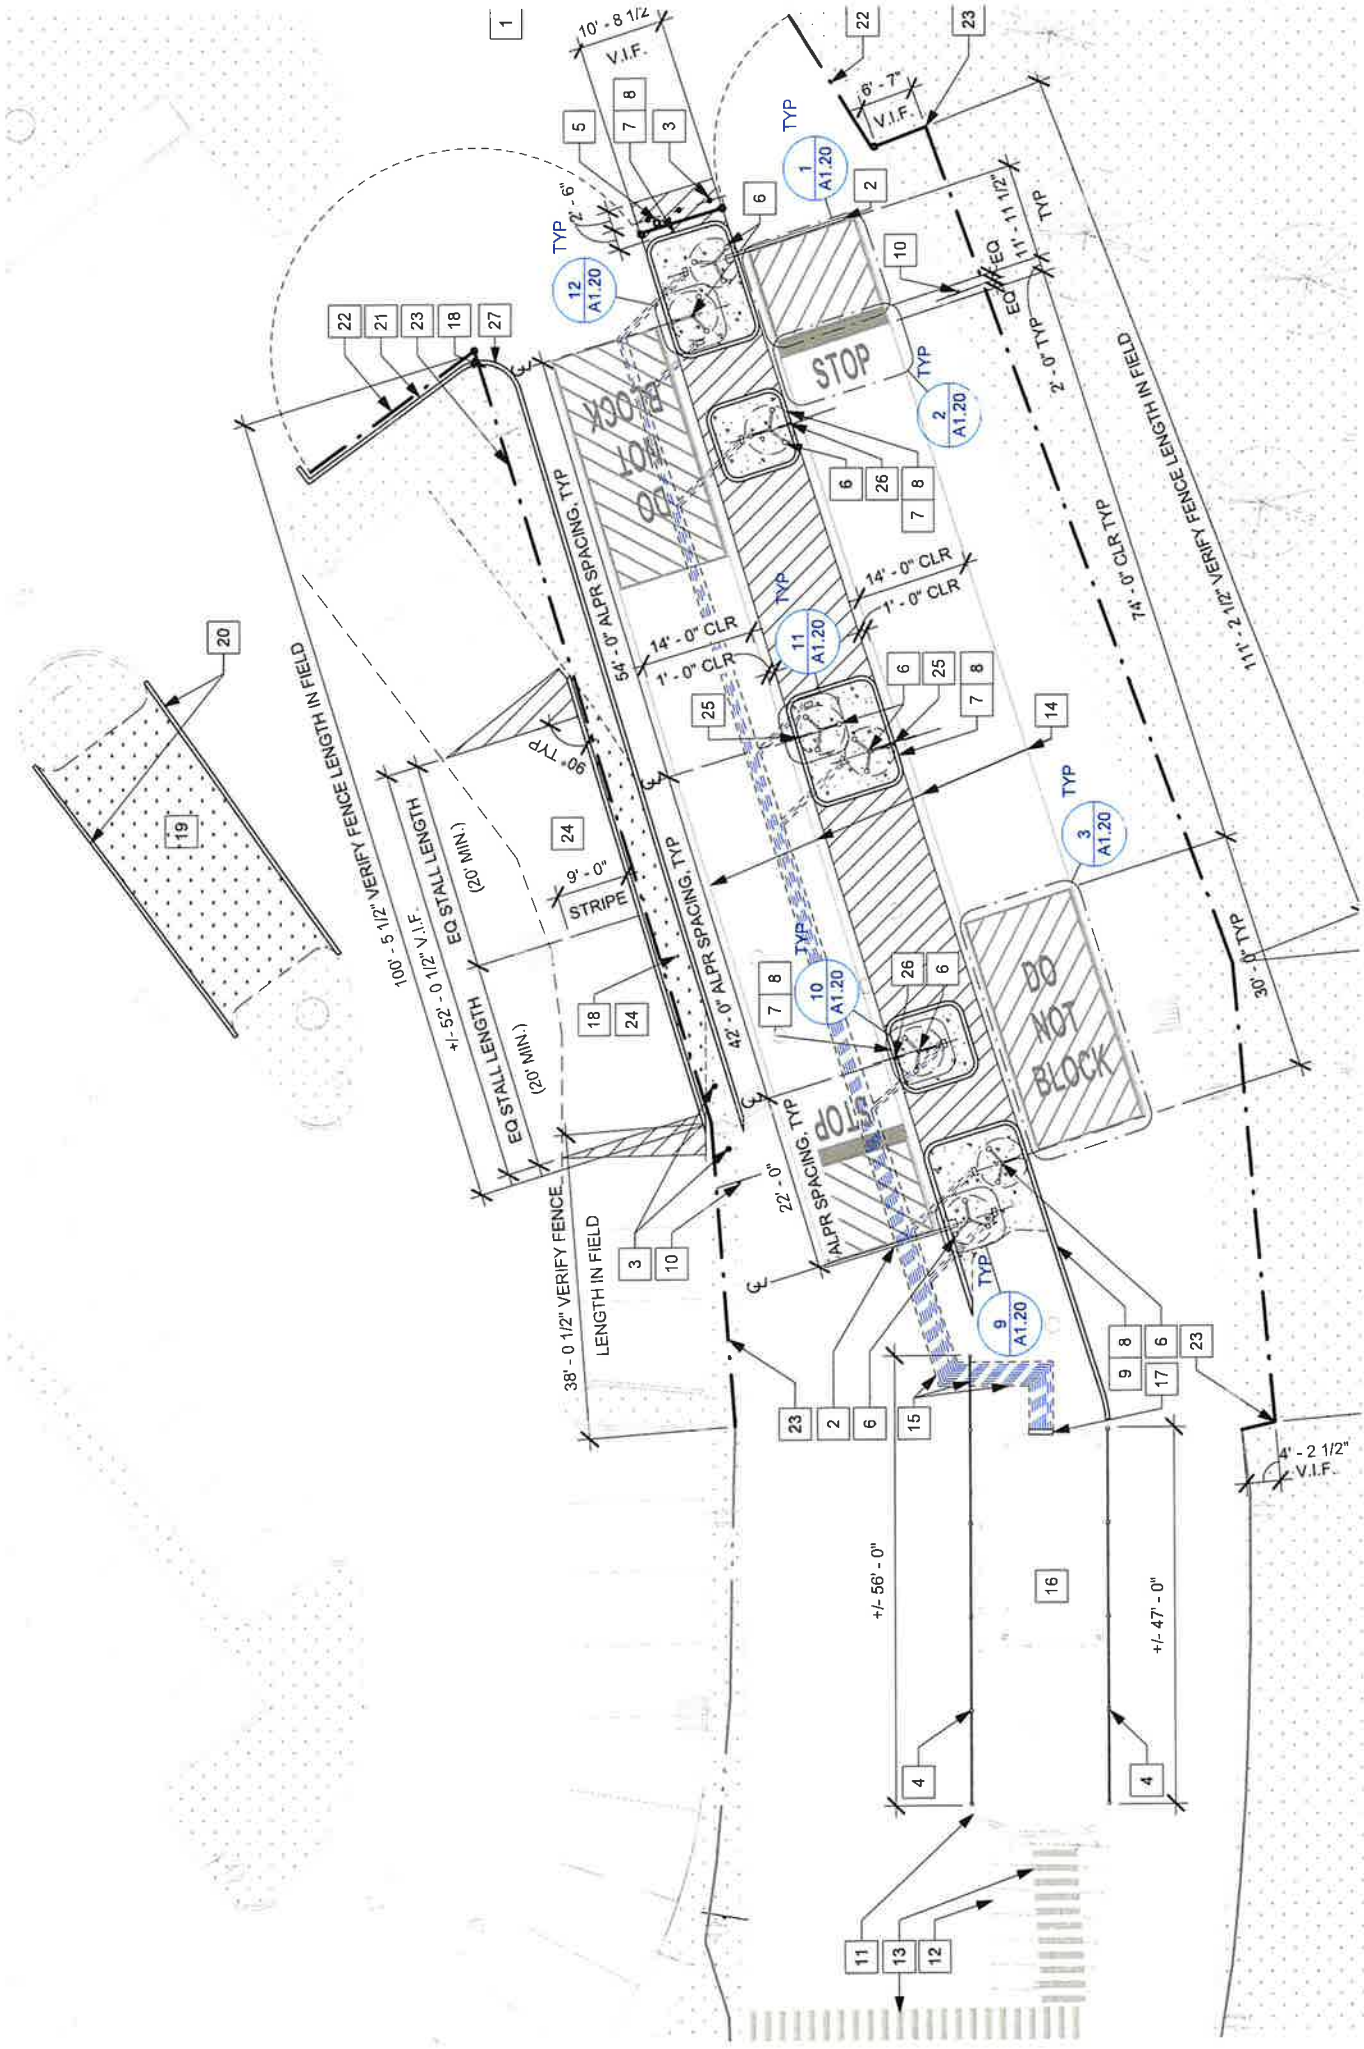 1
10' - 8 1/2
V.I.F.
22
23
6' - 7"
V.I.F.
5
8
7
3
TYP
1
A1.20
2
2' - 6"
TYP
12
A1.20
6
10
EQ
EQ
11' - 11 1/2"
TYP
2' - 0" TYP
22
21
23
18
27
DO
NOT
BLOCK
STOP
TYP
2
A1.20
6
26
8
7
74' - 0" CLR TYP
111' - 2 1/2" VERIFY FENCE LENGTH IN FIELD
54' - 0" ALPR SPACING, TYP
14' - 0" CLR
1' - 0" CLR
TYP
11
A1.20
14' - 0" CLR
1' - 0" CLR
20
19
100' - 5 1/2" VERIFY FENCE LENGTH IN FIELD
+/- 52' - 0 1/2" V.I.F.
EQ STALL LENGTH
(20' MIN.)
90° TYP
24
9' - 0"
STRIPE
25
6
25
8
7
14
TYP
3
A1.20
EQ STALL LENGTH
(20' MIN.)
18
24
42' - 0" ALPR SPACING, TYP
8
7
TYP
10
A1.20
26
6
DO
NOT
BLOCK
30' - 0" TYP
38' - 0 1/2" VERIFY FENCE
LENGTH IN FIELD
3
10
22' - 0"
ALPR SPACING, TYP
STOP
TYP
9
A1.20
23
2
6
15
8
9
6
17
23
4' - 2 1/2"
V.I.F.
+/- 56' - 0"
16
+/- 47' - 0"
4
4
11
13
12